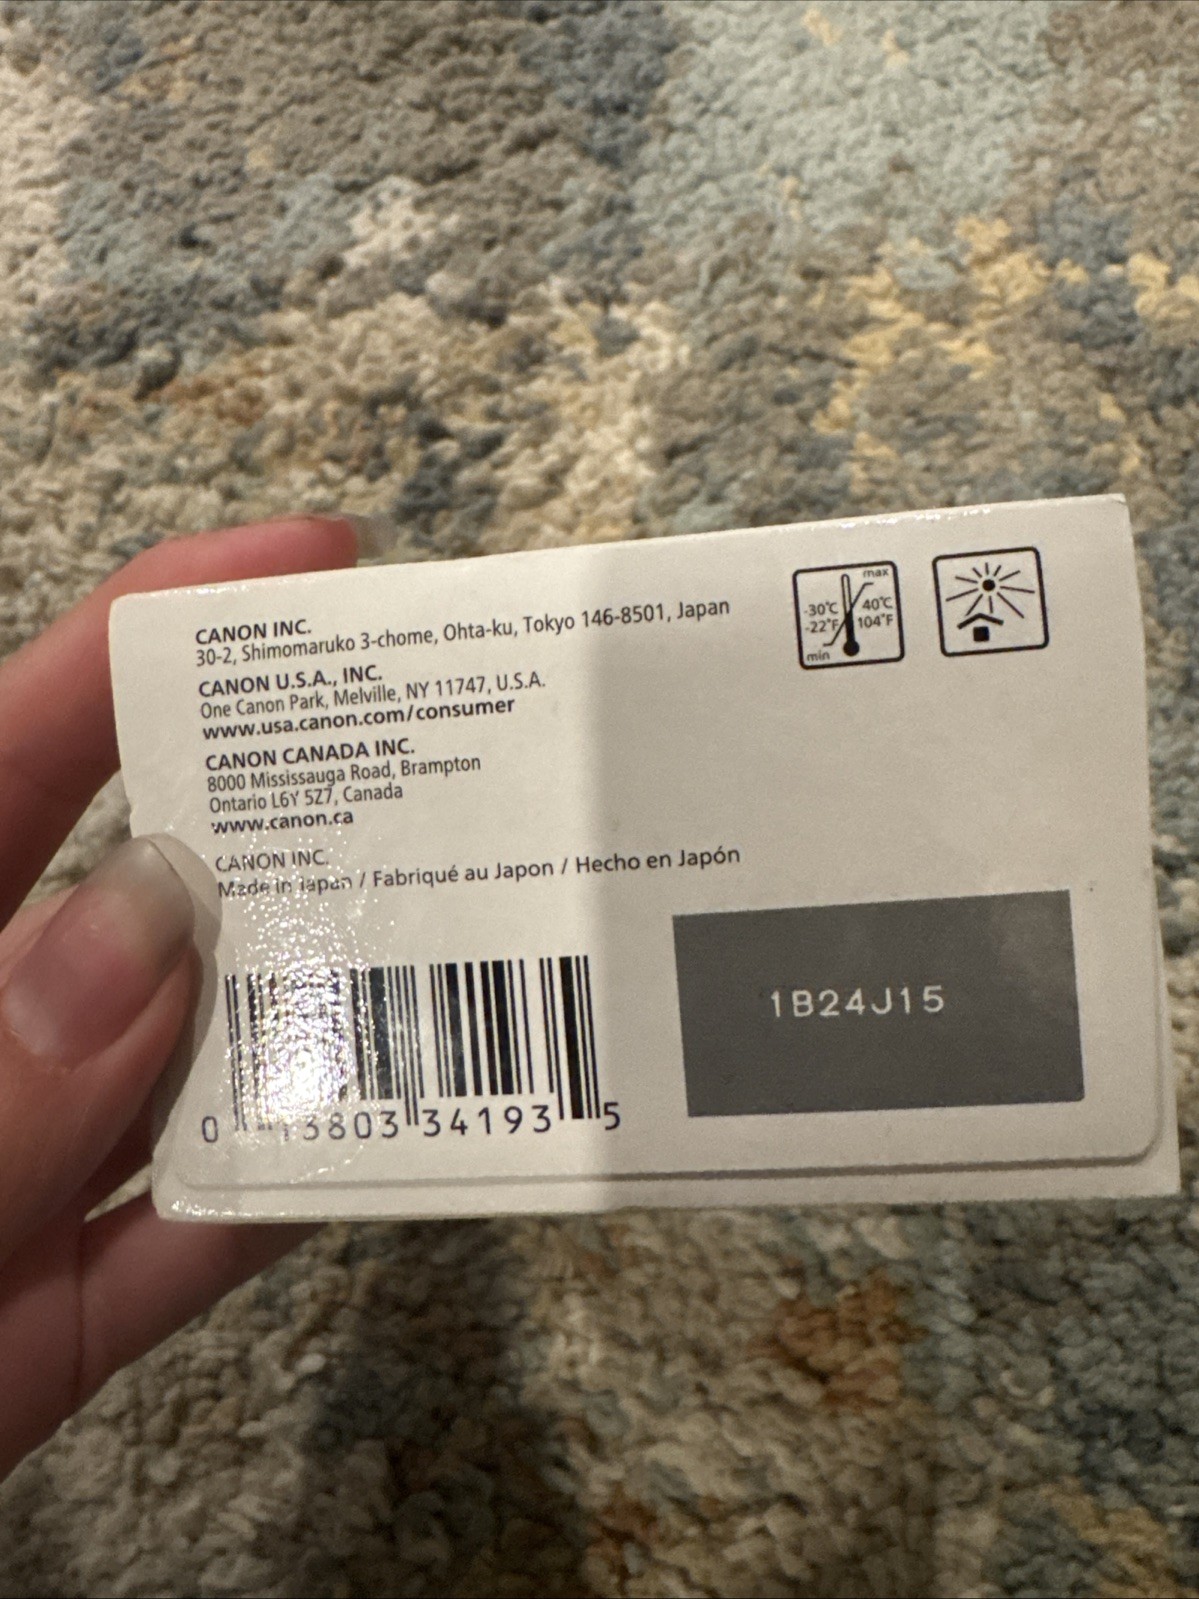 CANON INC.
30-2, Shimomaruko 3-chome, Ohta-ku, Tokyo 146-8501, Japan
CANON U.S.A., INC.
One Canon Park, Melville, NY 11747, U.S.A.
www.usa.canon.com/consumer
CANON CANADA INC.
8000 Mississauga Road, Brampton
Ontario L6Y 5Z7, Canada
www.canon.ca
CANON INC.
Made in Japan / Fabriqué au Japon / Hecho en Japón
max
-30°C 40°C
-22°F 104°F
min
1B24J15
0 13803 34193 5